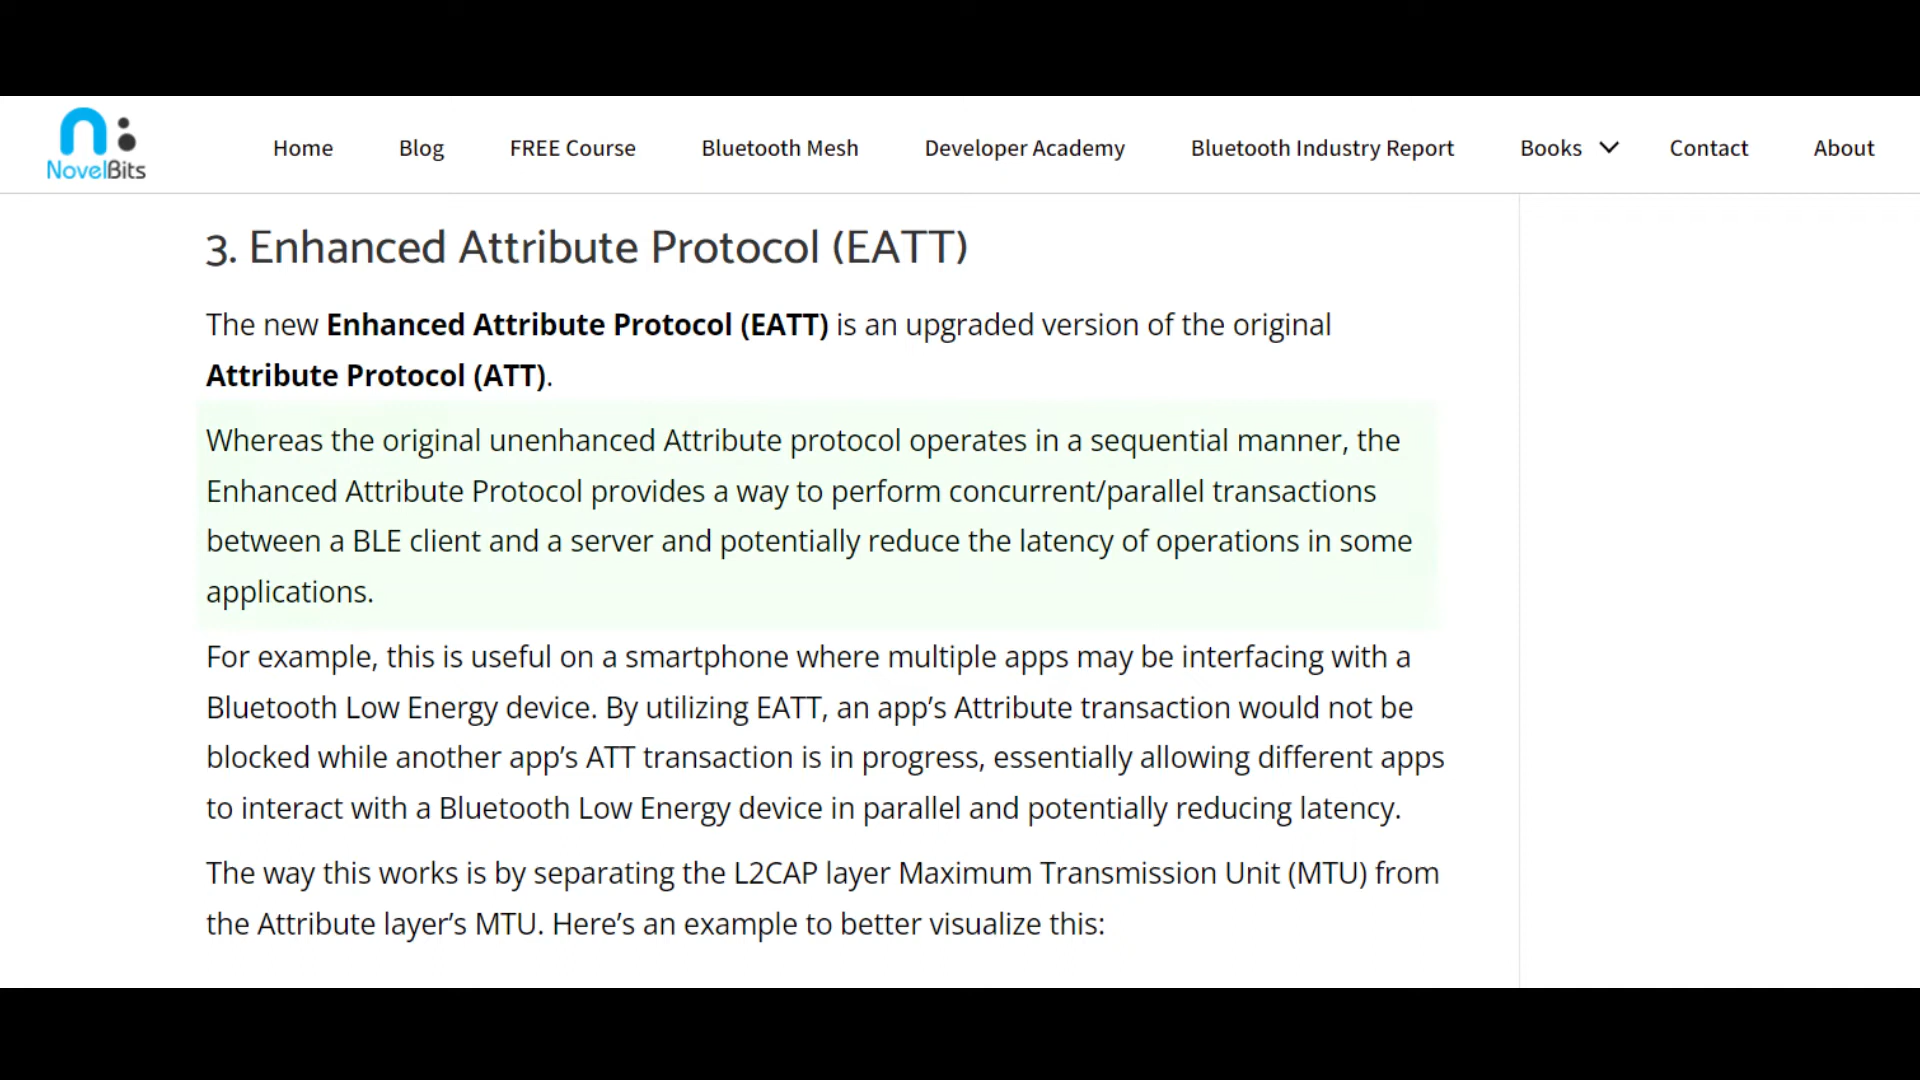 NovelBits
Home Blog FREE Course Bluetooth Mesh Developer Academy Bluetooth Industry Report Books Contact About
3. Enhanced Attribute Protocol (EATT)
The new Enhanced Attribute Protocol (EATT) is an upgraded version of the original
Attribute Protocol (ATT).
Whereas the original unenhanced Attribute protocol operates in a sequential manner, the
Enhanced Attribute Protocol provides a way to perform concurrent/parallel transactions
between a BLE client and a server and potentially reduce the latency of operations in some
applications.
For example, this is useful on a smartphone where multiple apps may be interfacing with a
Bluetooth Low Energy device. By utilizing EATT, an app’s Attribute transaction would not be
blocked while another app’s ATT transaction is in progress, essentially allowing different apps
to interact with a Bluetooth Low Energy device in parallel and potentially reducing latency.
The way this works is by separating the L2CAP layer Maximum Transmission Unit (MTU) from
the Attribute layer’s MTU. Here’s an example to better visualize this: